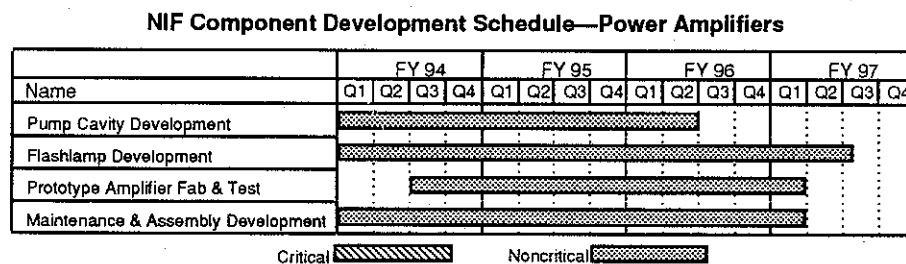 NIF Component Development Schedule—Power Amplifiers
FY 94 FY 95 FY 96 FY 97
Name Q1 Q2 Q3 Q4 Q1 Q2 Q3 Q4 Q1 Q2 Q3 Q4 Q1 Q2 Q3 Q4
Pump Cavity Development
Flashlamp Development
Prototype Amplifier Fab & Test
Maintenance & Assembly Development
Critical Noncritical